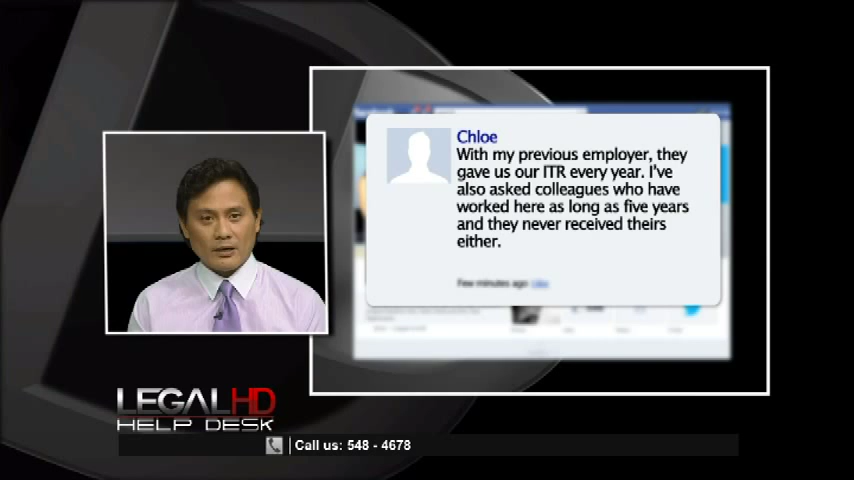 Chloe
With my previous employer, they
gave us our ITR every year. I've
also asked colleagues who have
worked here as long as five years
and they never received theirs
either.
Few minutes ago Like
LEGALHD
HELP DESK
Call us: 548 - 4678